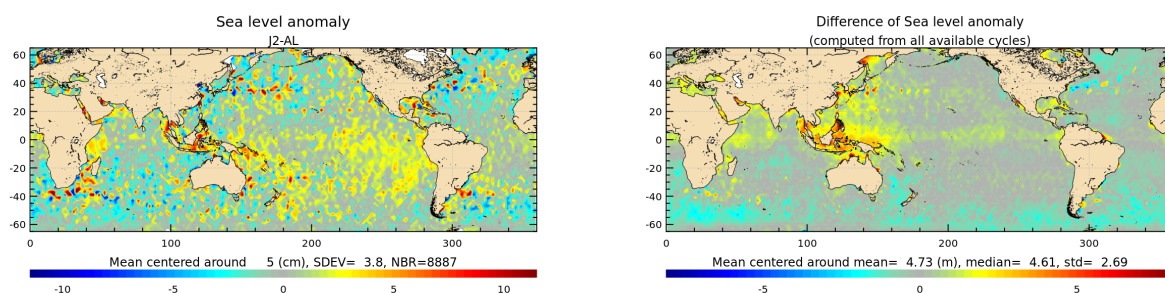 Sea level anomaly
J2-AL
60
40
20
0
-20
-40
-60
0 100 200 300
Mean centered around 5 (cm), SDEV= 3.8, NBR=8887
-10 -5 0 5 10
Difference of Sea level anomaly
(computed from all available cycles)
60
40
20
0
-20
-40
-60
0 100 200 300
Mean centered around mean= 4.73 (m), median= 4.61, std= 2.69
-5 0 5